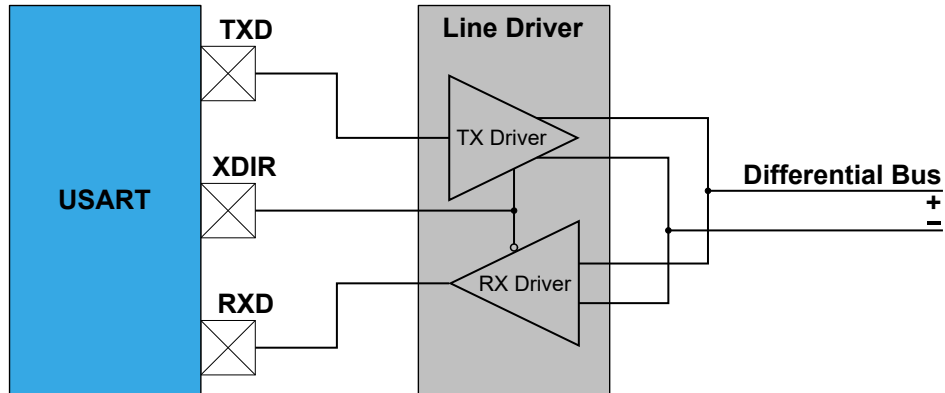 TXD
Line Driver
TX Driver
XDIR
USART
Differential Bus
+
−
RX Driver
RXD